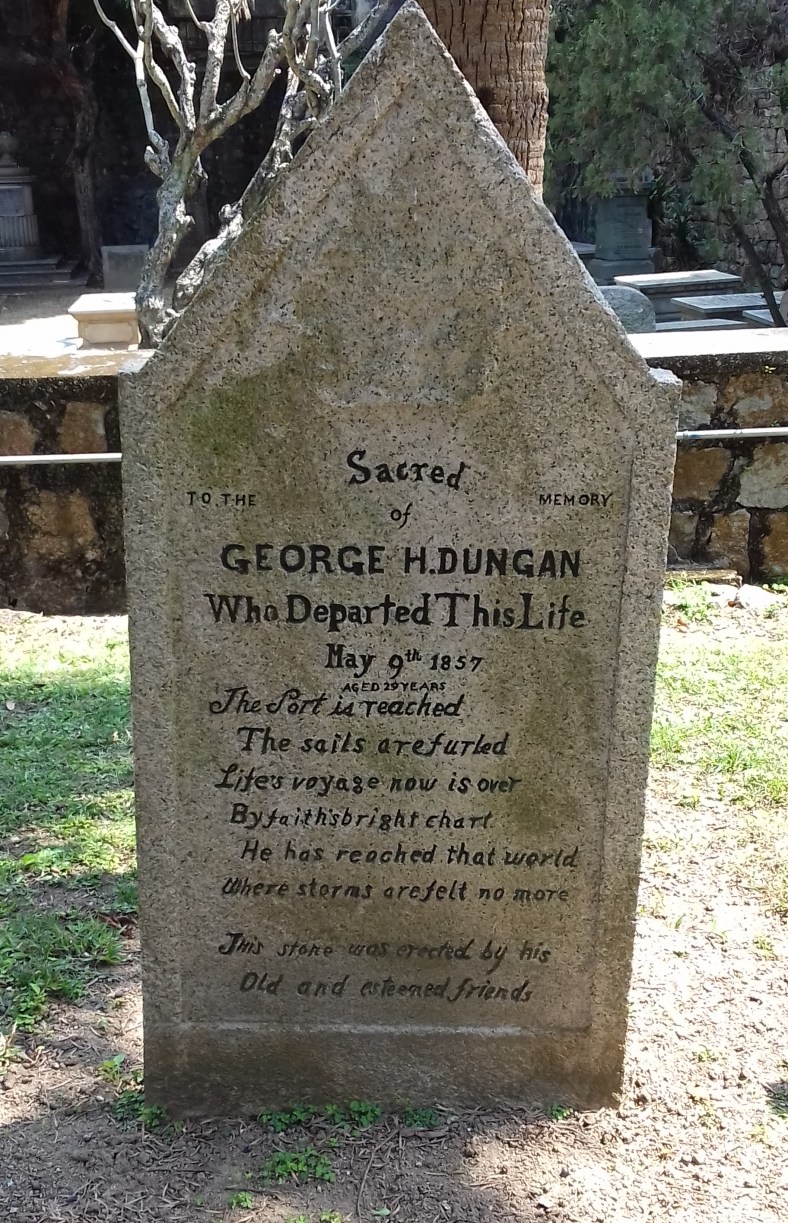 Sacred
TO THE MEMORY
of
GEORGE H. DUNGAN
Who Departed This Life
May 9th 1857
AGED 29 YEARS
The Port is reached
The sails are furled
Life's voyage now is over
By faith's bright chart
He has reached that world
Where storms are felt no more
This stone was erected by his
Old and esteemed friends